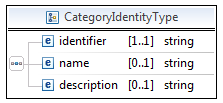 CategoryIdentityType
e identifier [1..1] string
e name [0..1] string
e description [0..1] string